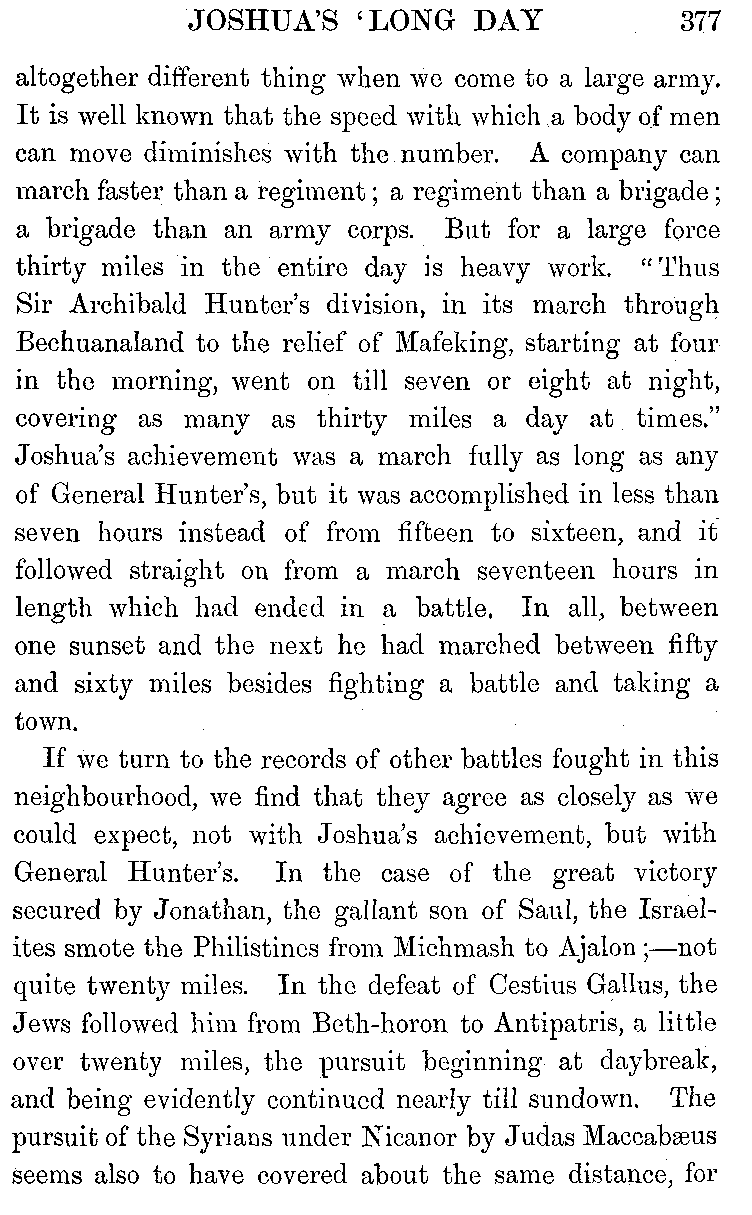 JOSHUA'S 'LONG DAY 377
altogether different thing when we come to a large army.
It is well known that the speed with which a body of men
can move diminishes with the number. A company can
march faster than a regiment; a regiment than a brigade;
a brigade than an army corps. But for a large force
thirty miles in the entire day is heavy work. "Thus
Sir Archibald Hunter's division, in its march through
Bechuanaland to the relief of Mafeking, starting at four
in the morning, went on till seven or eight at night,
covering as many as thirty miles a day at times."
Joshua's achievement was a march fully as long as any
of General Hunter's, but it was accomplished in less than
seven hours instead of from fifteen to sixteen, and it
followed straight on from a march seventeen hours in
length which had ended in a battle. In all, between
one sunset and the next he had marched between fifty
and sixty miles besides fighting a battle and taking a
town.
If we turn to the records of other battles fought in this
neighbourhood, we find that they agree as closely as we
could expect, not with Joshua's achievement, but with
General Hunter's. In the case of the great victory
secured by Jonathan, the gallant son of Saul, the Israel-
ites smote the Philistines from Michmash to Ajalon;—not
quite twenty miles. In the defeat of Cestius Gallus, the
Jews followed him from Beth-horon to Antipatris, a little
over twenty miles, the pursuit beginning at daybreak,
and being evidently continued nearly till sundown. The
pursuit of the Syrians under Nicanor by Judas Maccabæus
seems also to have covered about the same distance, for